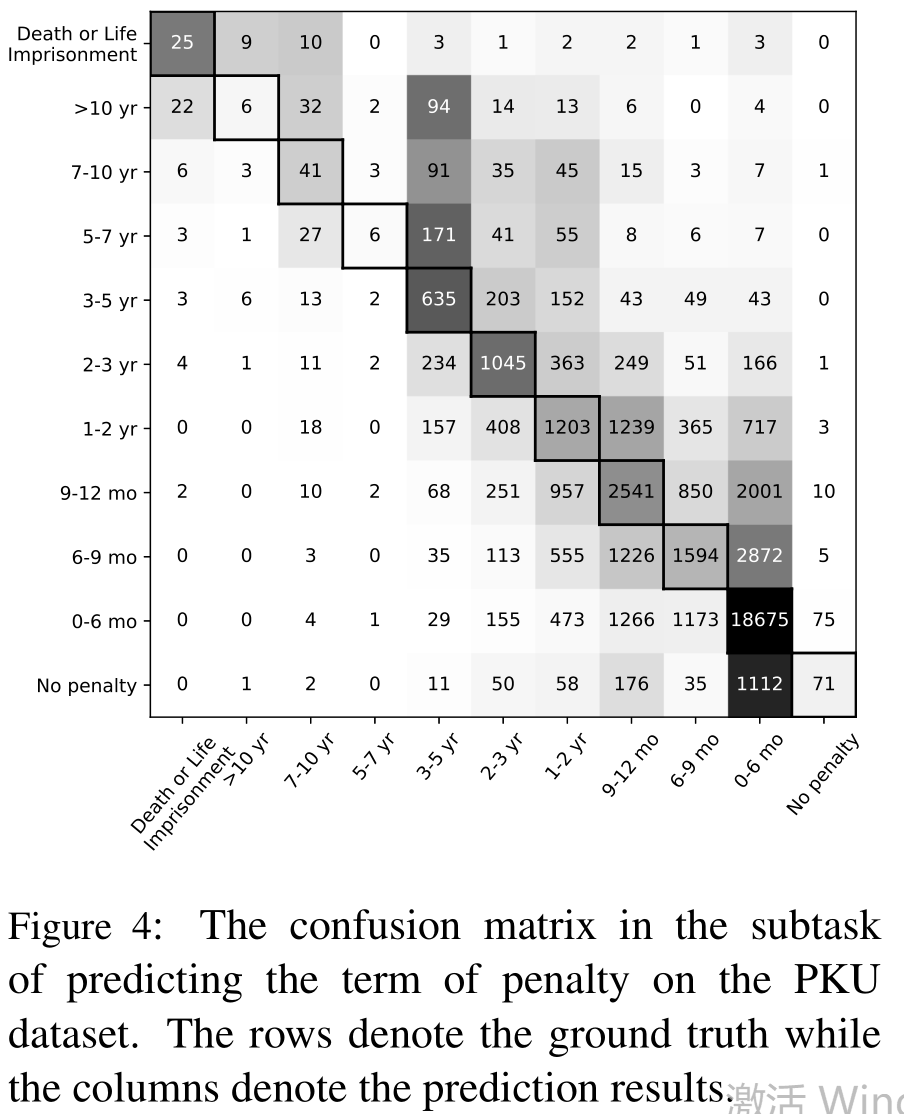 Death or Life
Imprisonment 25 9 10 0 3 1 2 2 1 3 0
>10 yr 22 6 32 2 94 14 13 6 0 4 0
7-10 yr 6 3 41 3 91 35 45 15 3 7 1
5-7 yr 3 1 27 6 171 41 55 8 6 7 0
3-5 yr 3 6 13 2 635 203 152 43 49 43 0
2-3 yr 4 1 11 2 234 1045 363 249 51 166 1
1-2 yr 0 0 18 0 157 408 1203 1239 365 717 3
9-12 mo 2 0 10 2 68 251 957 2541 850 2001 10
6-9 mo 0 0 3 0 35 113 555 1226 1594 2872 5
0-6 mo 0 0 4 1 29 155 473 1266 1173 18675 75
No penalty 0 1 2 0 11 50 58 176 35 1112 71
Death or Life
Imprisonment
>10 yr
7-10 yr
5-7 yr
3-5 yr
2-3 yr
1-2 yr
9-12 mo
6-9 mo
0-6 mo
No penalty
Figure 4: The confusion matrix in the subtask
of predicting the term of penalty on the PKU
dataset. The rows denote the ground truth while
the columns denote the prediction results.
激活 Wind